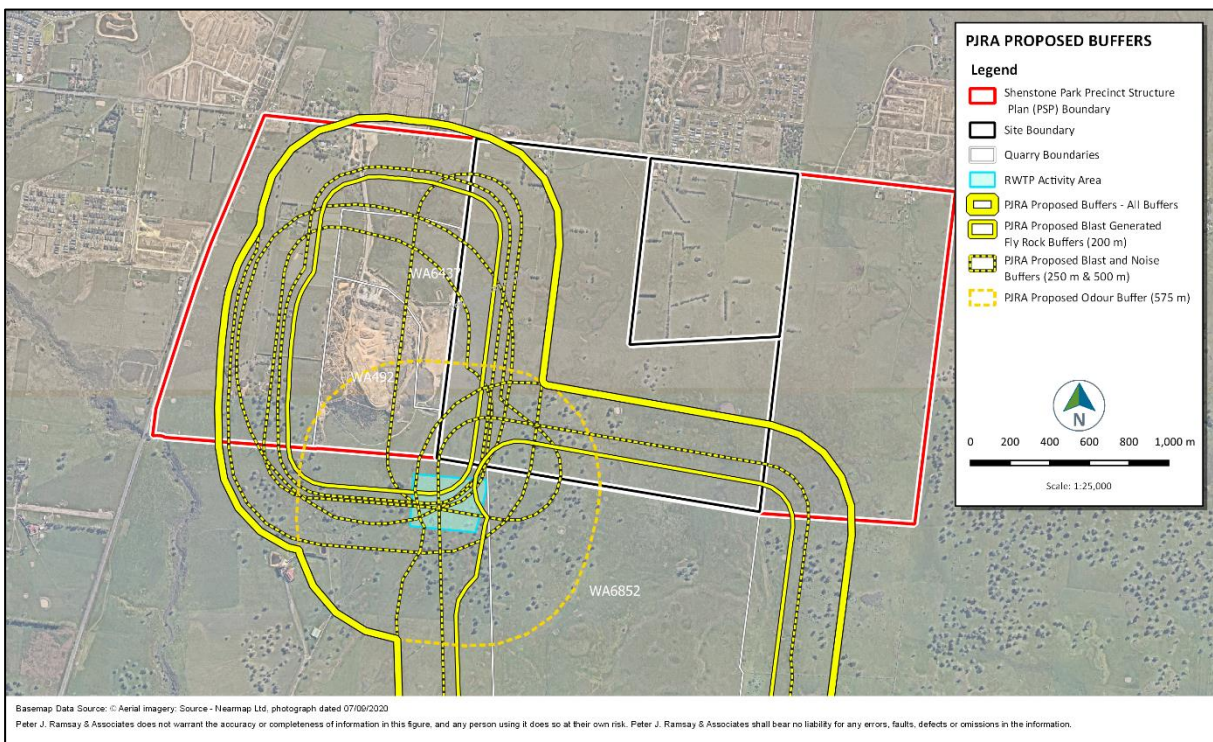 PJRA PROPOSED BUFFERS
Legend
Shenstone Park Precinct Structure
Plan (PSP) Boundary
Site Boundary
Quarry Boundaries
RWTP Activity Area
PJRA Proposed Buffers - All Buffers
PJRA Proposed Blast Generated
Fly Rock Buffers (200 m)
PJRA Proposed Blast and Noise
Buffers (250 m & 500 m)
PJRA Proposed Odour Buffer (575 m)
N
0 200 400 600 800 1,000 m
Scale: 1:25,000
WA6437
WA492
WA6852
Basemap Data Source: © Aerial imagery: Source - Nearmap Ltd, photograph dated 07/09/2020
Peter J. Ramsay & Associates does not warrant the accuracy or completeness of information in this figure, and any person using it does so at their own risk. Peter J. Ramsay & Associates shall bear no liability for any errors, faults, defects or omissions in the information.